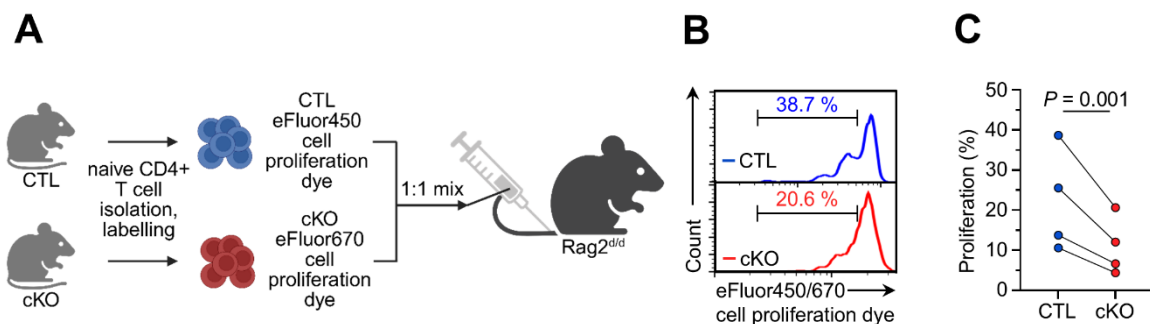 A
CTL
cKO
naive CD4+
T cell
isolation,
labelling
CTL
eFluor450
cell
proliferation
dye
cKO
eFluor670
cell
proliferation
dye
1:1 mix
Rag2d/d
B
Count
38.7 %
CTL
20.6 %
cKO
eFluor450/670
cell proliferation dye
C
Proliferation (%)
50
40
30
20
10
0
P = 0.001
CTL cKO